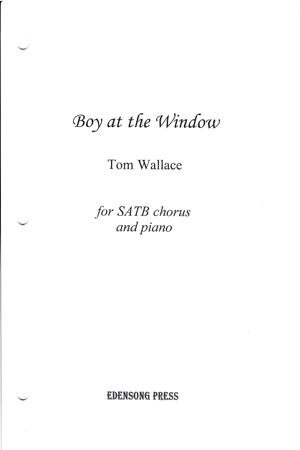 Boy at the Window
Tom Wallace
for SATB chorus
and piano
EDENSONG PRESS